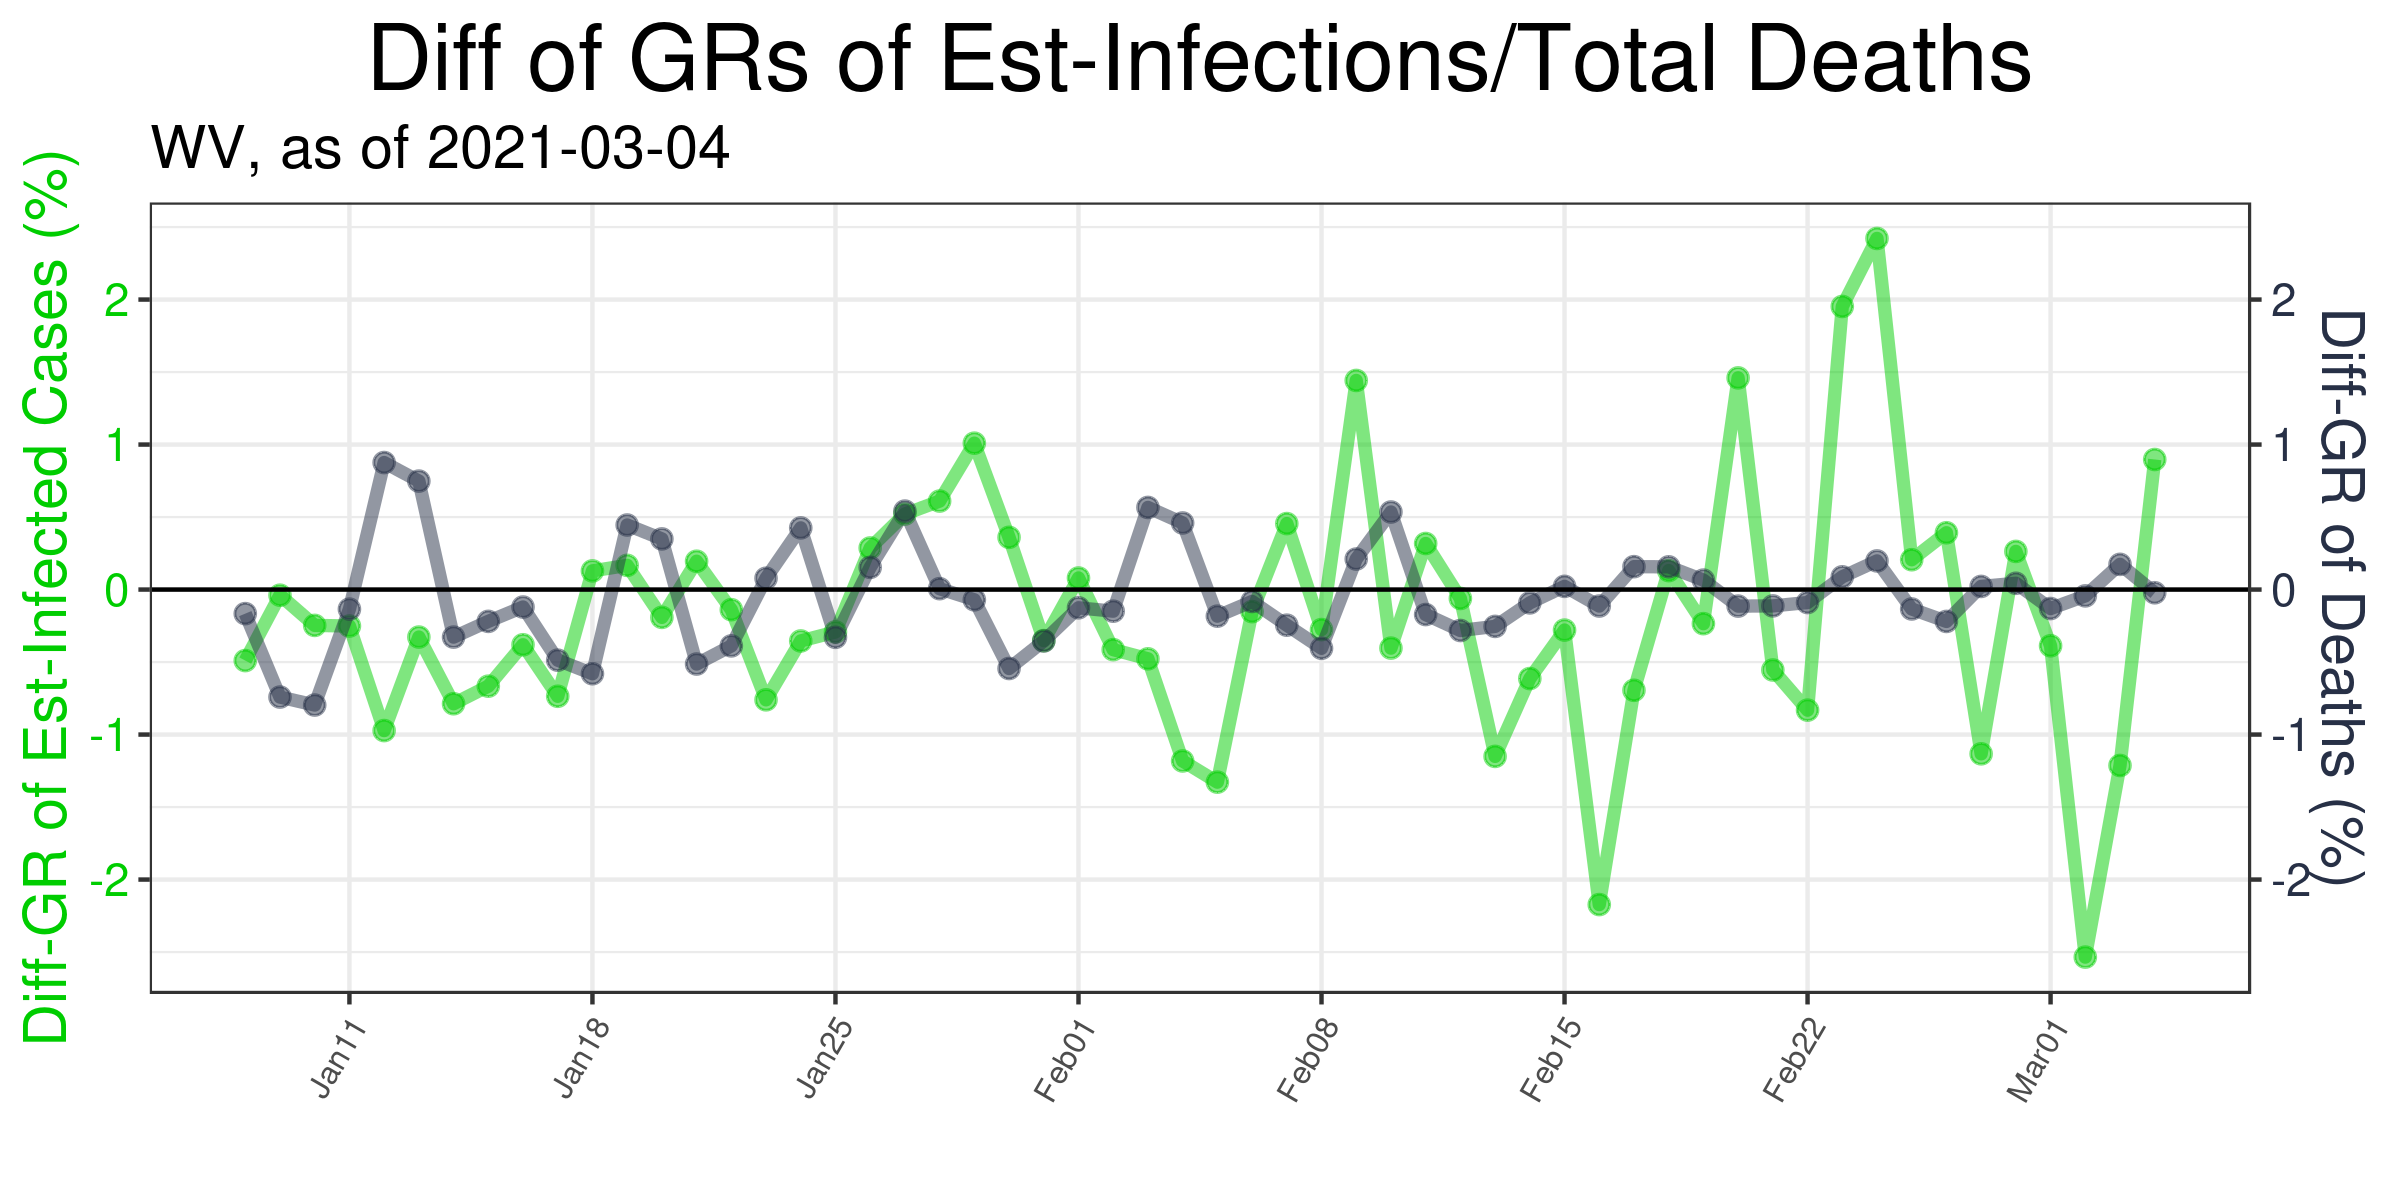 Diff of GRs of Est-Infections/Total Deaths
WV, as of 2021-03-04
Diff-GR of Est-Infected Cases (%)
2
1
0
-1
-2
2
1
0
-1
-2
Diff-GR of Deaths (%)
Jan11
Jan18
Jan25
Feb01
Feb08
Feb15
Feb22
Mar01